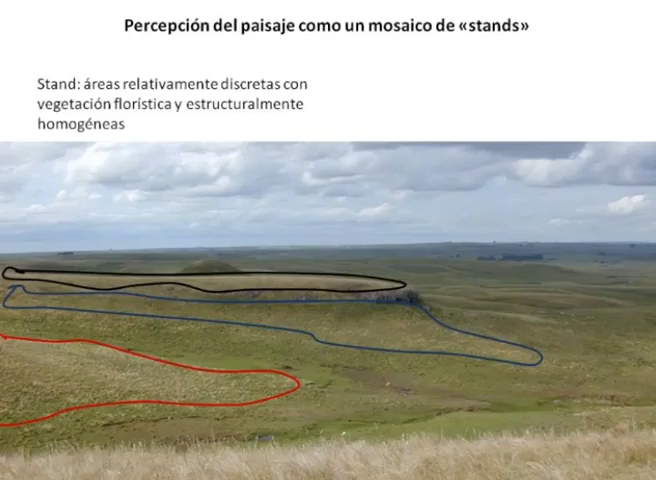 Percepción del paisaje como un mosaico de «stands»
Stand: áreas relativamente discretas con
vegetación florística y estructuralmente
homogéneas